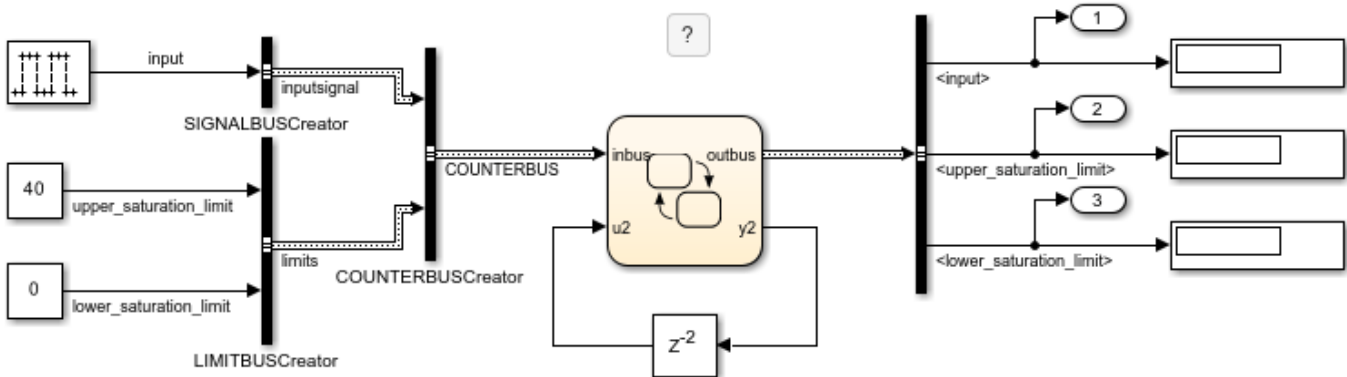 ?
input
inputsignal
SIGNALBUSCreator
40
upper_saturation_limit
limits
0
lower_saturation_limit
LIMITBUSCreator
COUNTERBUS
COUNTERBUSCreator
inbus
outbus
u2
y2
z-2
1
<input>
2
<upper_saturation_limit>
3
<lower_saturation_limit>